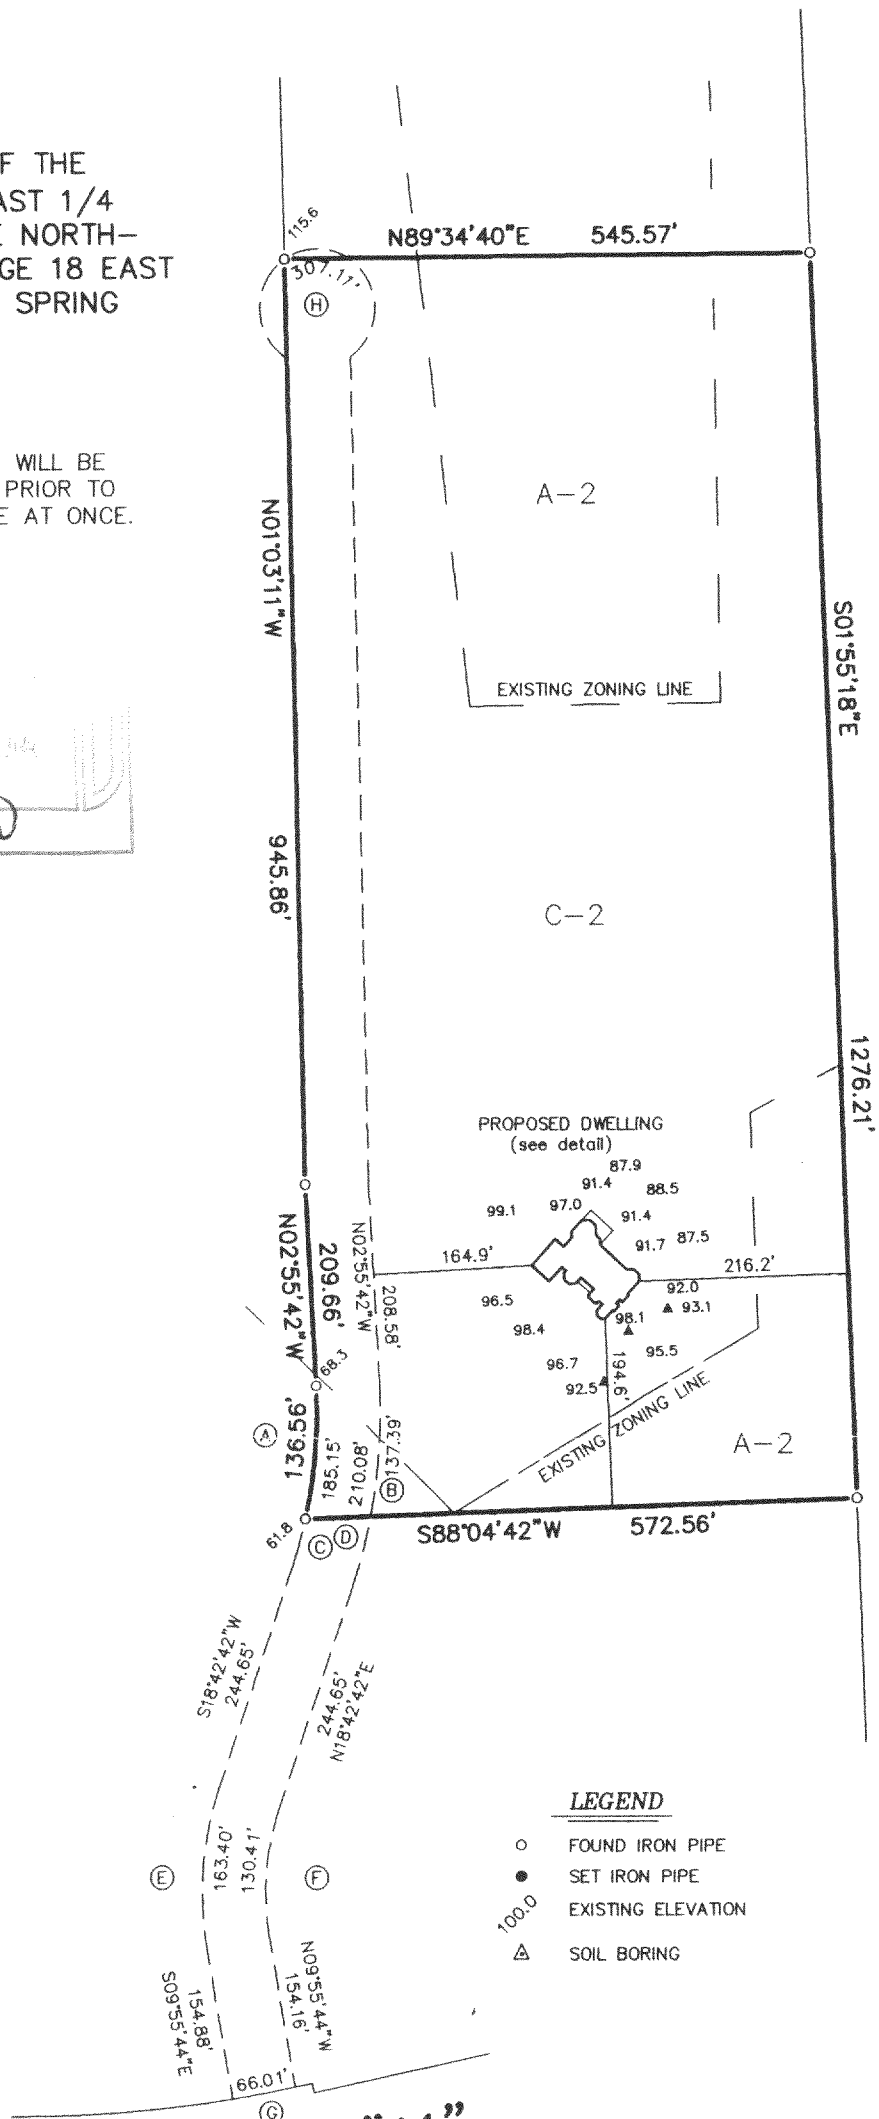 F THE
AST 1/4
E NORTH-
GE 18 EAST
SPRING
WILL BE
PRIOR TO
E AT ONCE.
115.6
N89°34'40"E 545.57'
307.11'
H
A-2
N01°03'11"W
945.86'
EXISTING ZONING LINE
S01°55'18"E
1276.21'
C-2
PROPOSED DWELLING
(see detail)
87.9
91.4
88.5
97.0
99.1
91.4
91.7
87.5
164.9'
216.2'
92.0
93.1
96.5
98.1
98.4
95.5
96.7
92.5
194.6'
N02°55'42"W
209.66'
N02°55'42"W
208.58'
68.3
A
136.56'
185.15'
210.08'
137.39'
B
EXISTING ZONING LINE
A-2
61.8
C
D
S88°04'42"W 572.56'
S18°42'42"W
244.65'
244.65'
N18°42'42"E
E
163.40'
130.41'
F
S09°55'44"E
154.88'
N09°55'44"W
154.16'
66.01'
G
LEGEND
FOUND IRON PIPE
SET IRON PIPE
100.0 EXISTING ELEVATION
SOIL BORING